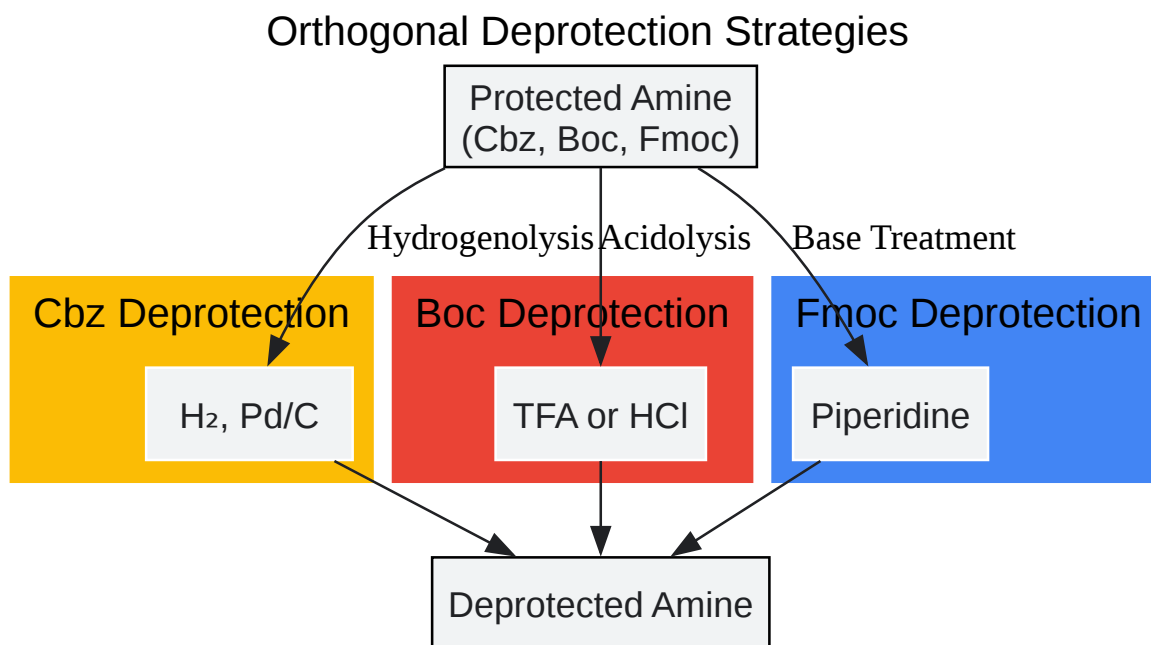 Orthogonal Deprotection Strategies
Protected Amine
(Cbz, Boc, Fmoc)
Hydrogenolysis
Acidolysis
Base Treatment
Cbz Deprotection
Boc Deprotection
Fmoc Deprotection
H₂, Pd/C
TFA or HCl
Piperidine
Deprotected Amine